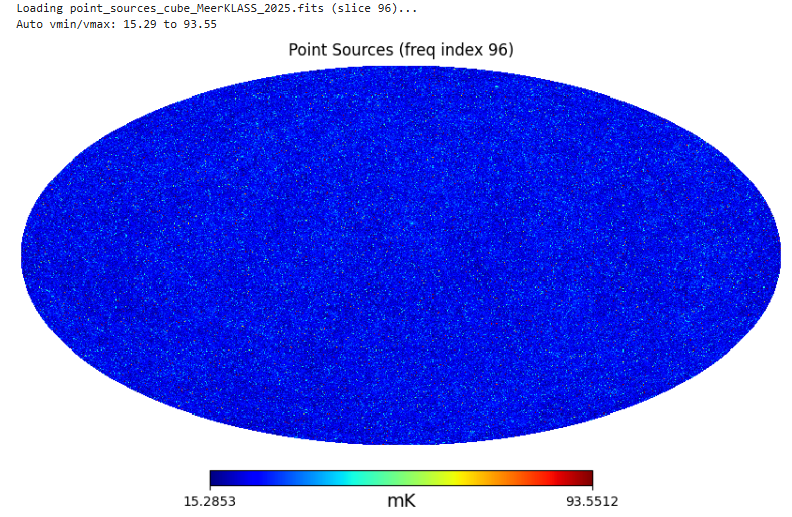 Loading point_sources_cube_MeerKLASS_2025.fits (slice 96)...
Auto vmin/vmax: 15.29 to 93.55
Point Sources (freq index 96)
15.2853 mK 93.5512